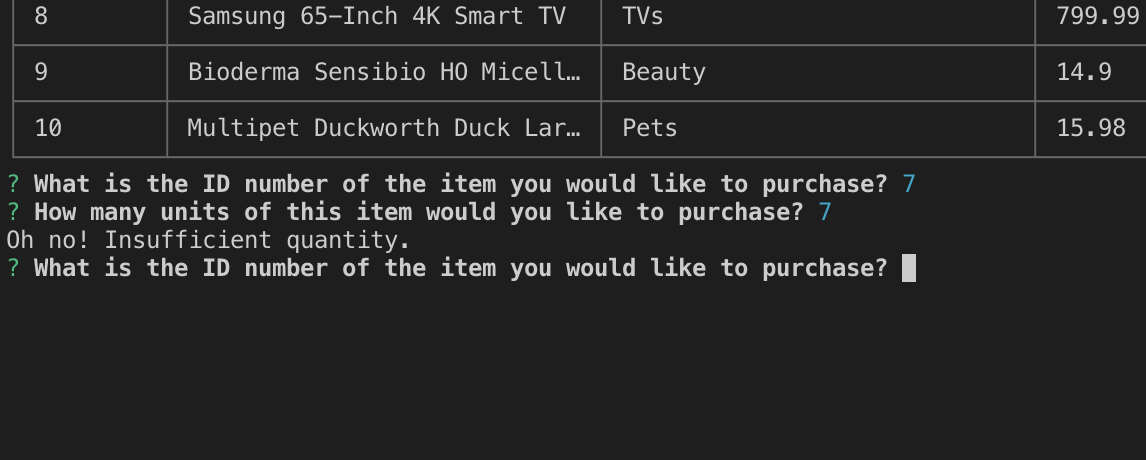 8 Samsung 65-Inch 4K Smart TV TVs 799.99
9 Bioderma Sensibio HO Micell… Beauty 14.9
10 Multipet Duckworth Duck Lar… Pets 15.98
? What is the ID number of the item you would like to purchase? 7
? How many units of this item would you like to purchase? 7
Oh no! Insufficient quantity.
? What is the ID number of the item you would like to purchase?